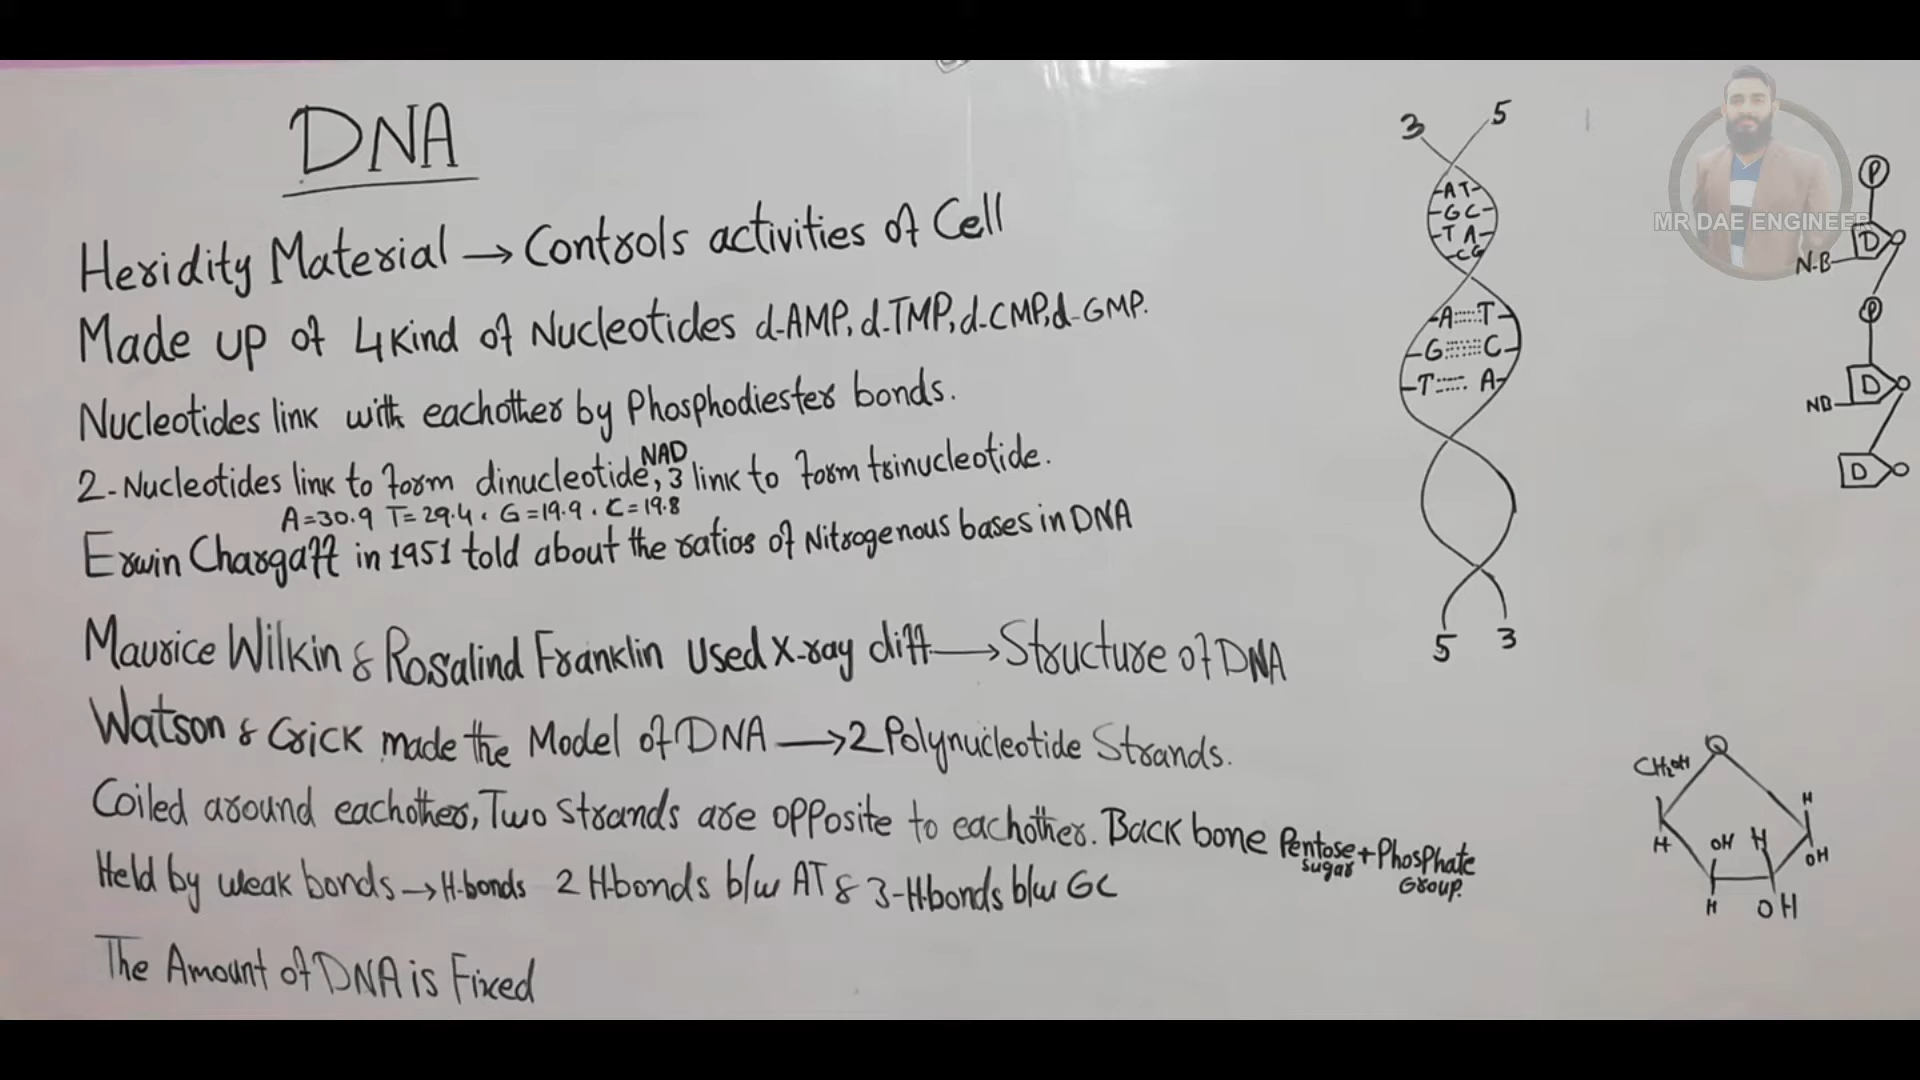 DNA
Heridity Material → Controls activities of Cell
Made up of 4 Kind of Nucleotides d-AMP, d-TMP, d-CMP, d-GMP.
Nucleotides link with eachother by Phosphodiester bonds.
NAD
2-Nucleotides link to form dinucleotide, 3 link to form trinucleotide.
A=30.9 T=29.4, G=19.9, C=19.8
Erwin Chargaff in 1951 told about the ratios of Nitrogenous bases in DNA
Maurice Wilkin & Rosalind Franklin Used X-ray diff → Structure of DNA
Watson & Crick made the Model of DNA → 2 Polynucleotide Strands.
Coiled around eachother, Two Strands are opposite to eachother. Back bone Pentose + Phosphate
sugar Group.
Held by weak bonds → H-bonds 2 H-bonds b/w AT & 3-H-bonds b/w GC
The Amount of DNA is Fixed
3 5
A T
G C
T A
C G
A T
G C
T A
5 3
MR DAE ENGINEER
P
D
N-B
P
D
NB
D
O
CH₂OH
H
H
OH H
OH
H OH